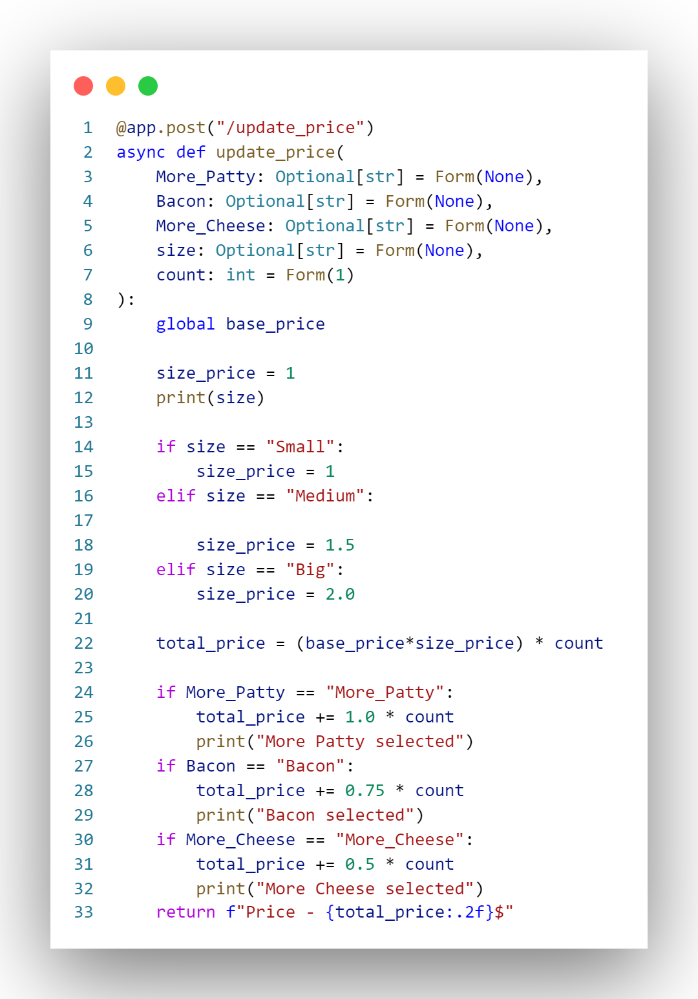 1 @app.post("/update_price")
2 async def update_price(
3     More_Patty: Optional[str] = Form(None),
4     Bacon: Optional[str] = Form(None),
5     More_Cheese: Optional[str] = Form(None),
6     size: Optional[str] = Form(None),
7     count: int = Form(1)
8 ):
9     global base_price
10
11     size_price = 1
12     print(size)
13
14     if size == "Small":
15         size_price = 1
16     elif size == "Medium":
17
18         size_price = 1.5
19     elif size == "Big":
20         size_price = 2.0
21
22     total_price = (base_price*size_price) * count
23
24     if More_Patty == "More_Patty":
25         total_price += 1.0 * count
26         print("More Patty selected")
27     if Bacon == "Bacon":
28         total_price += 0.75 * count
29         print("Bacon selected")
30     if More_Cheese == "More_Cheese":
31         total_price += 0.5 * count
32         print("More Cheese selected")
33     return f"Price - {total_price:.2f}$"